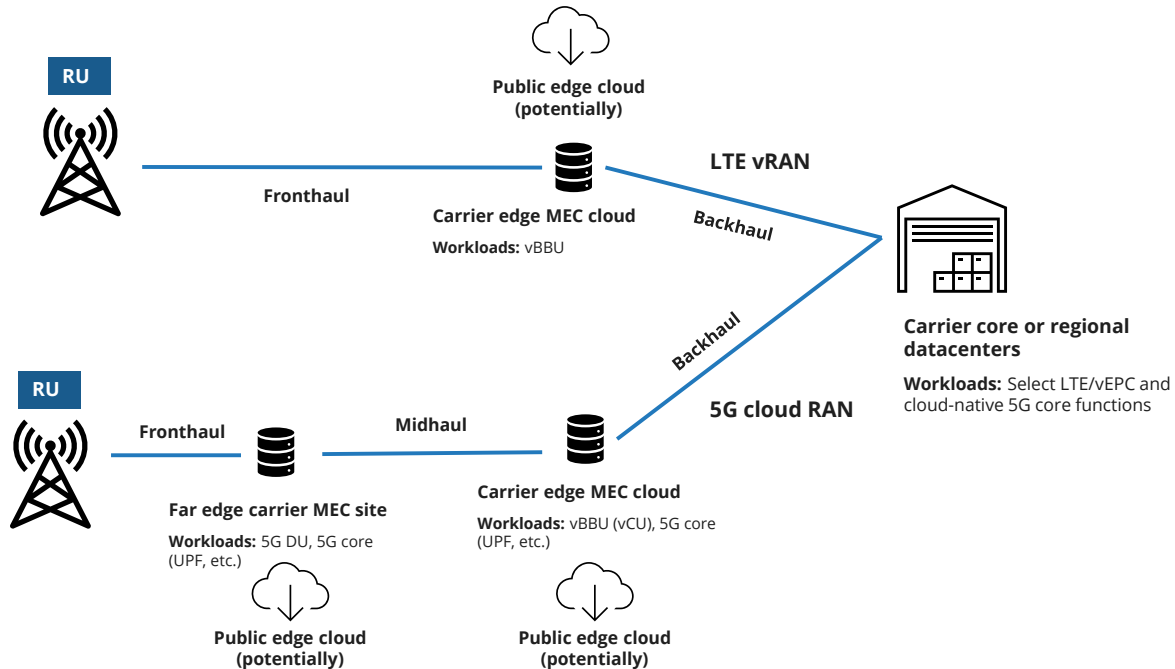 RU
Public edge cloud
(potentially)
LTE vRAN
Fronthaul
Carrier edge MEC cloud
Workloads: vBBU
Backhaul
Carrier core or regional
datacenters
Workloads: Select LTE/vEPC and
cloud-native 5G core functions
Backhaul
5G cloud RAN
RU
Fronthaul
Midhaul
Far edge carrier MEC site
Workloads: 5G DU, 5G core
(UPF, etc.)
Carrier edge MEC cloud
Workloads: vBBU (vCU), 5G core
(UPF, etc.)
Public edge cloud
(potentially)
Public edge cloud
(potentially)